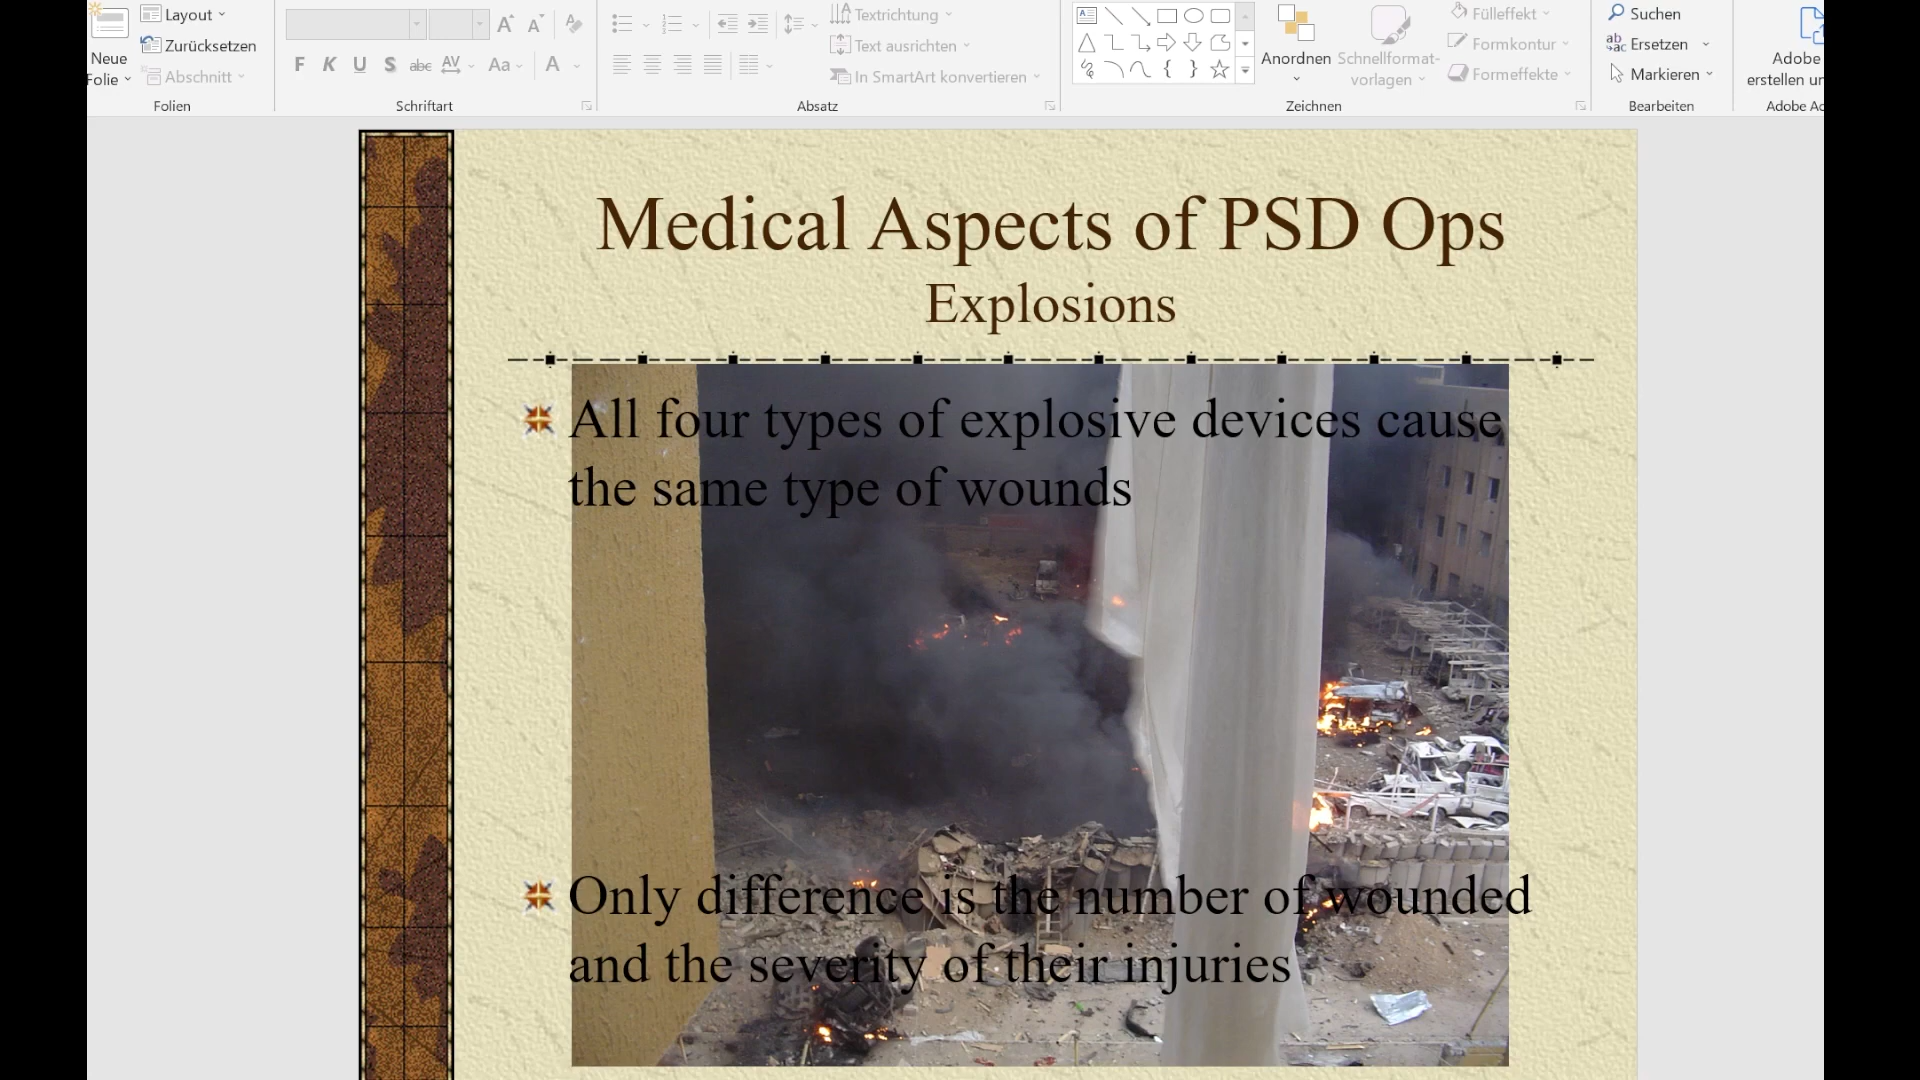 Layout
Zurücksetzen
Abschnitt
Neue
Folie
Folien
F K U S abc AV Aa A
Schriftart
Textrichtung
Text ausrichten
In SmartArt konvertieren
Absatz
Anordnen
Schnellformat-
vorlagen
Fülleffekt
Formkontur
Formeffekte
Zeichnen
Suchen
Ersetzen
Markieren
Bearbeiten
Adobe
erstellen
Adobe
Medical Aspects of PSD Ops
Explosions
All four types of explosive devices cause
the same type of wounds
Only difference is the number of wounded
and the severity of their injuries